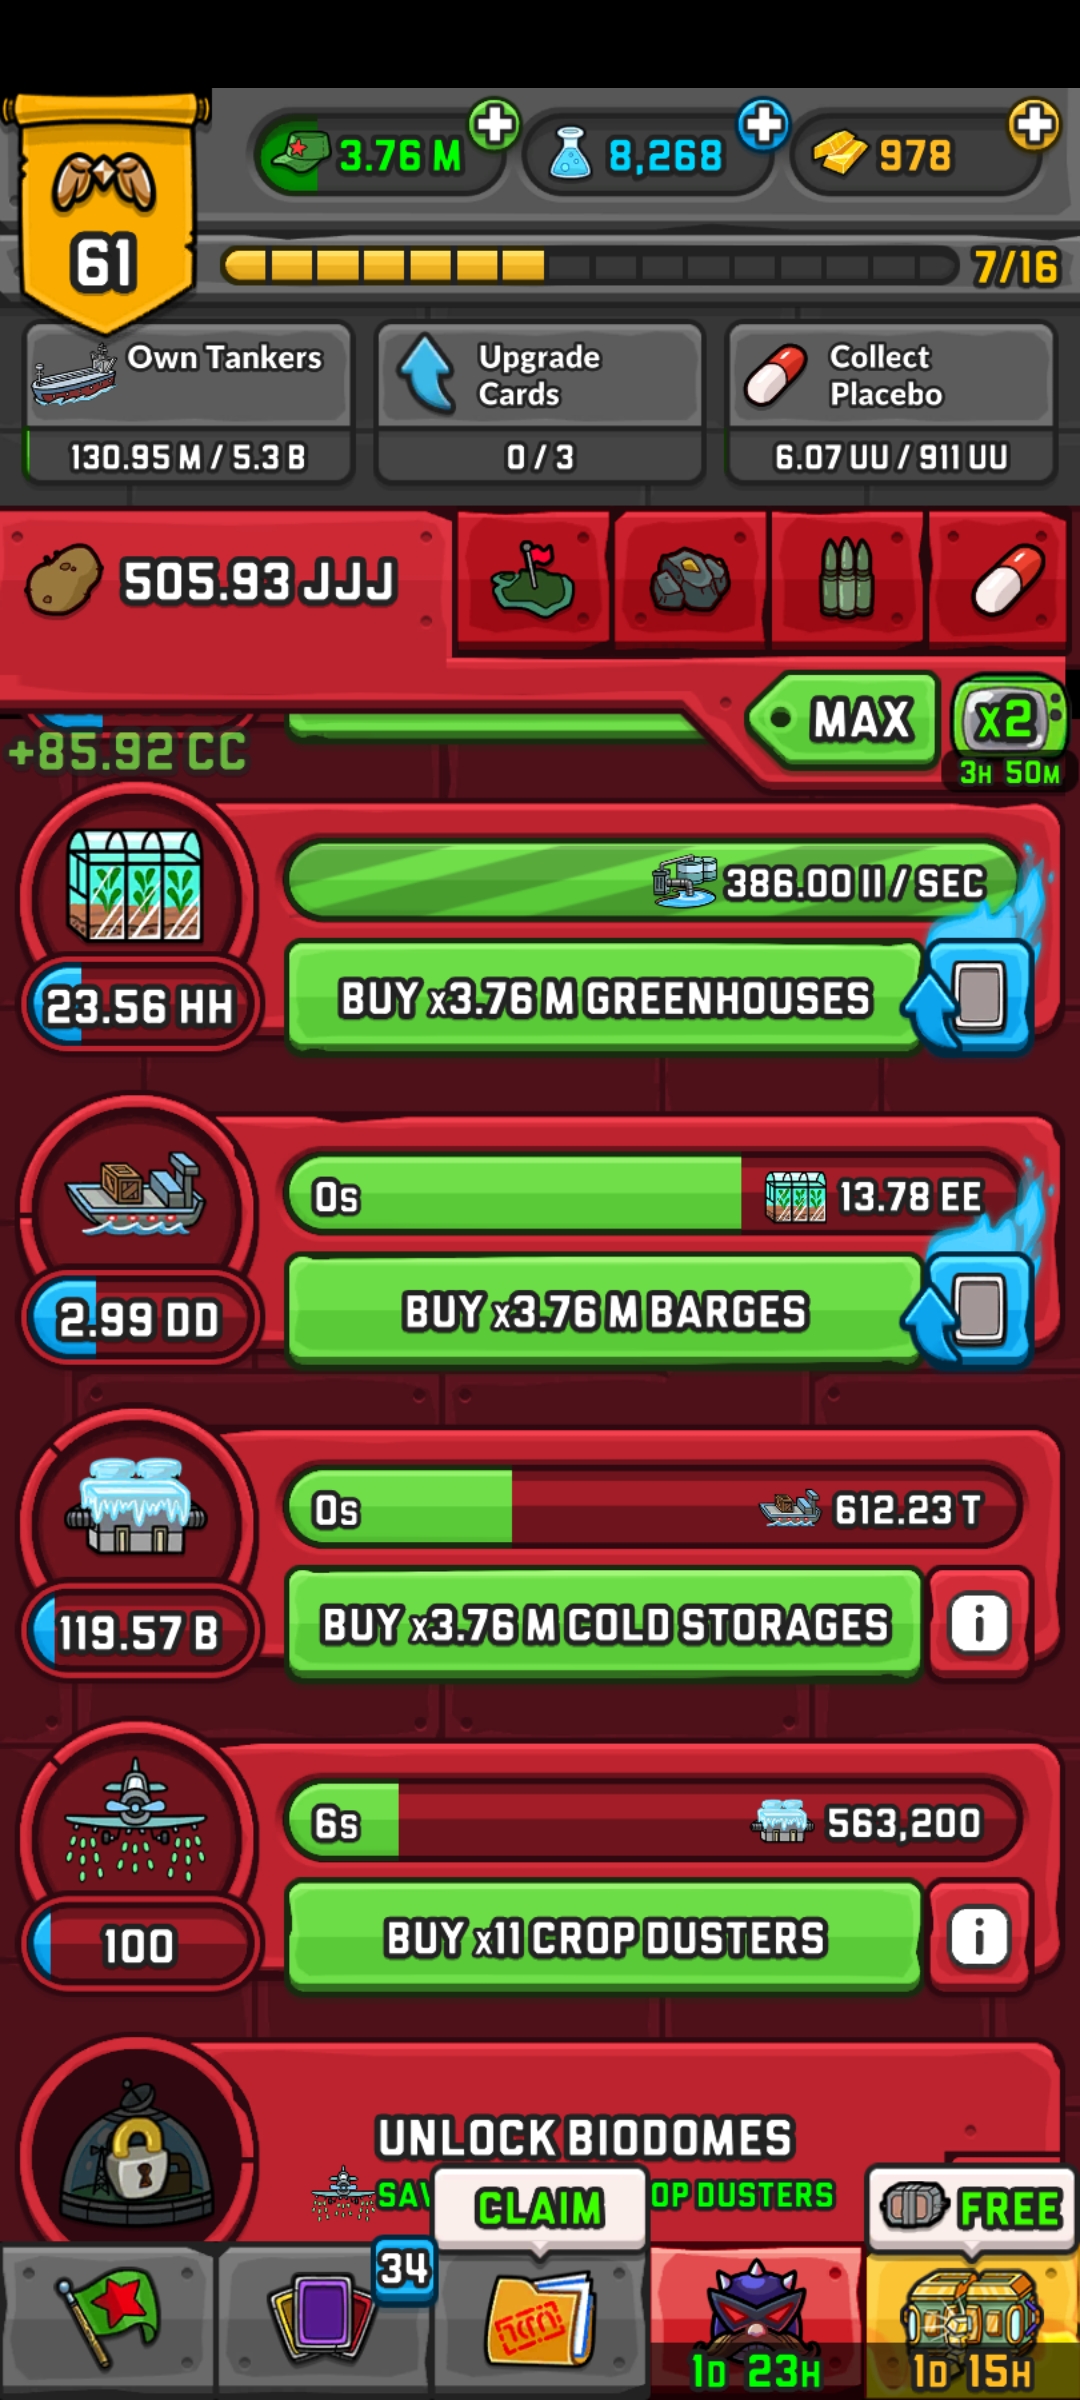 3.76 M
8,268
978
61
7/16
Own Tankers
130.95 M / 5.3 B
Upgrade
Cards
0 / 3
Collect
Placebo
6.07 UU / 911 UU
505.93 JJJ
MAX
x2
3H 50M
+85.92 CC
386.00 II / SEC
23.56 HH
BUY x3.76 M GREENHOUSES
0s
13.78 EE
2.99 DD
BUY x3.76 M BARGES
0s
612.23 T
119.57 B
BUY x3.76 M COLD STORAGES
i
6s
563,200
100
BUY x11 CROP DUSTERS
i
UNLOCK BIODOMES
DUSTERS
CLAIM
FREE
34
1D 23H
1D 15H